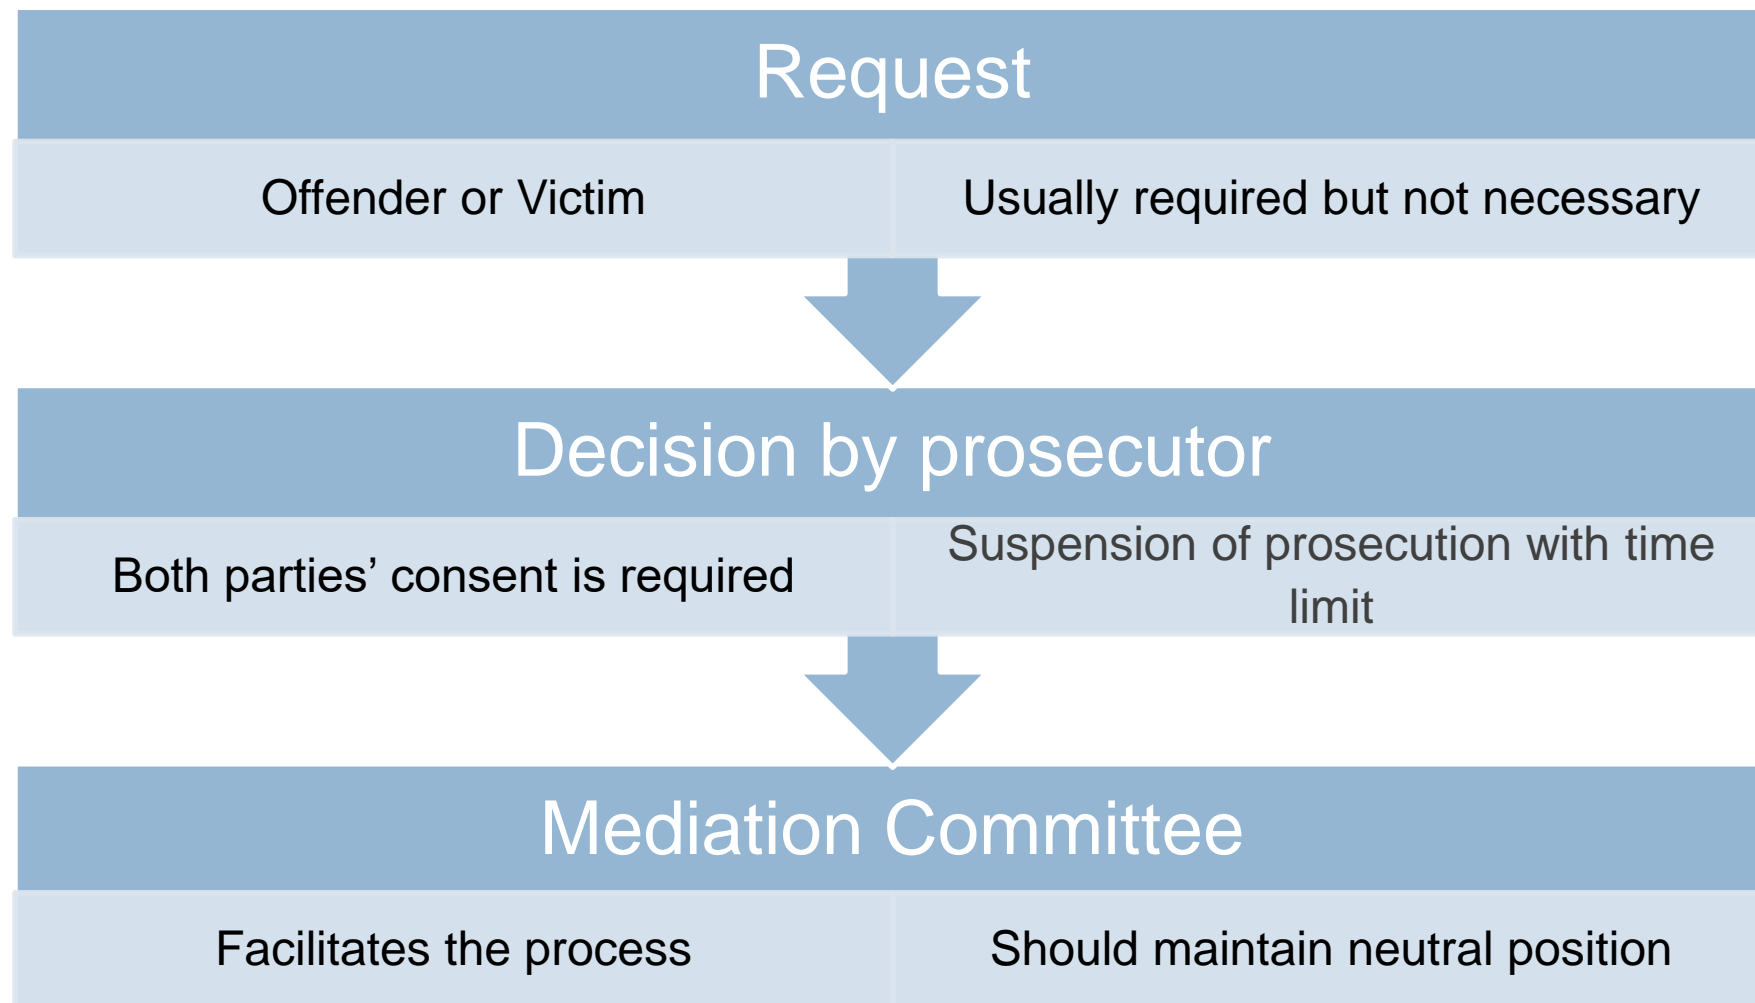 Request
Offender or Victim
Usually required but not necessary
Decision by prosecutor
Both parties’ consent is required
Suspension of prosecution with time
limit
Mediation Committee
Facilitates the process
Should maintain neutral position